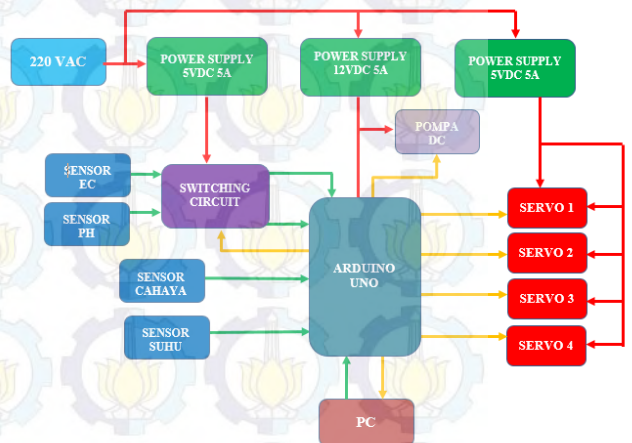 220 VAC
POWER SUPPLY
5VDC 5A
POWER SUPPLY
12VDC 5A
POWER SUPPLY
5VDC 5A
POMPA
DC
SENSOR
EC
SWITCHING
CIRCUIT
SENSOR
PH
SERVO 1
SERVO 2
SENSOR
CAHAYA
ARDUINO
UNO
SERVO 3
SENSOR
SUHU
SERVO 4
PC